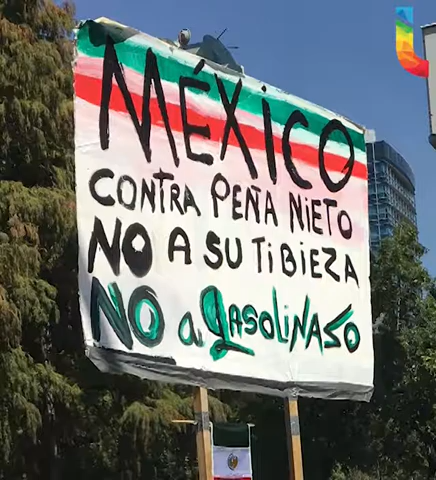 MÉXICO
CONTRA PEÑA NIETO
NO A SU TIBIEZA
NO a GASOLINASO